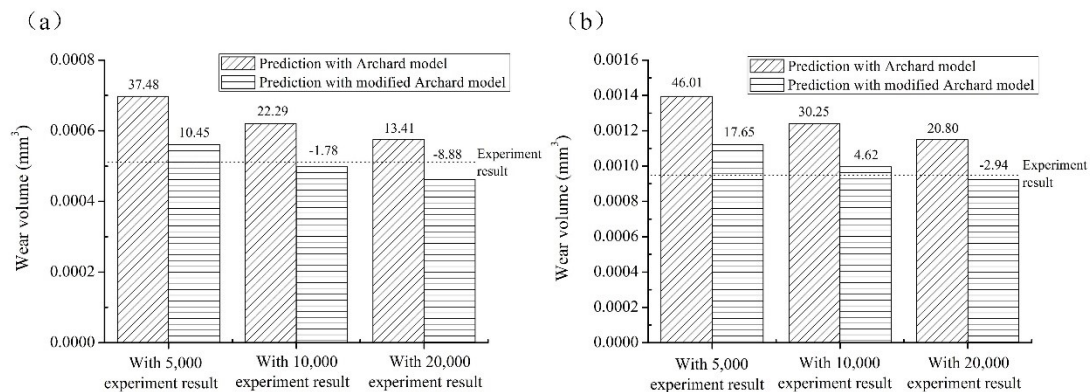 （a）
0.0008
0.0006
0.0004
0.0002
0.0000
Wear volume (mm³)
Prediction with Archard model
Prediction with modified Archard model
37.48
10.45
22.29
-1.78
13.41
-8.88
Experiment
result
With 5,000
experiment result
With 10,000
experiment result
With 20,000
experiment result
（b）
0.0016
0.0014
0.0012
0.0010
0.0008
0.0006
0.0004
0.0002
0.0000
Wear volume (mm³)
Prediction with Archard model
Prediction with modified Archard model
46.01
17.65
30.25
4.62
20.80
-2.94
Experiment
result
With 5,000
experiment result
With 10,000
experiment result
With 20,000
experiment result